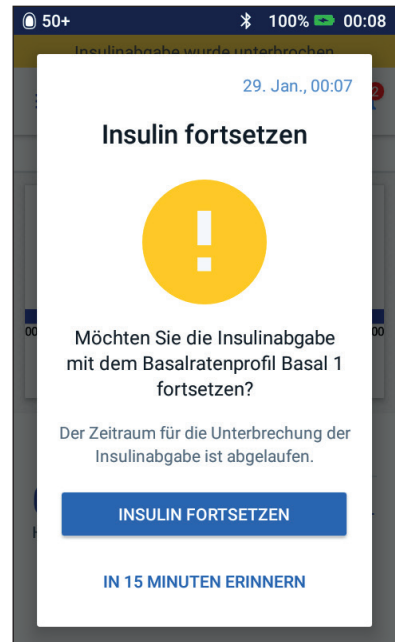 50+ 100% 00:08
Insulinabgabe wurde unterbrochen
2
29. Jan., 00:07
Insulin fortsetzen
!
Möchten Sie die Insulinabgabe
mit dem Basalratenprofil Basal 1
fortsetzen?
Der Zeitraum für die Unterbrechung der
Insulinabgabe ist abgelaufen.
INSULIN FORTSETZEN
IN 15 MINUTEN ERINNERN